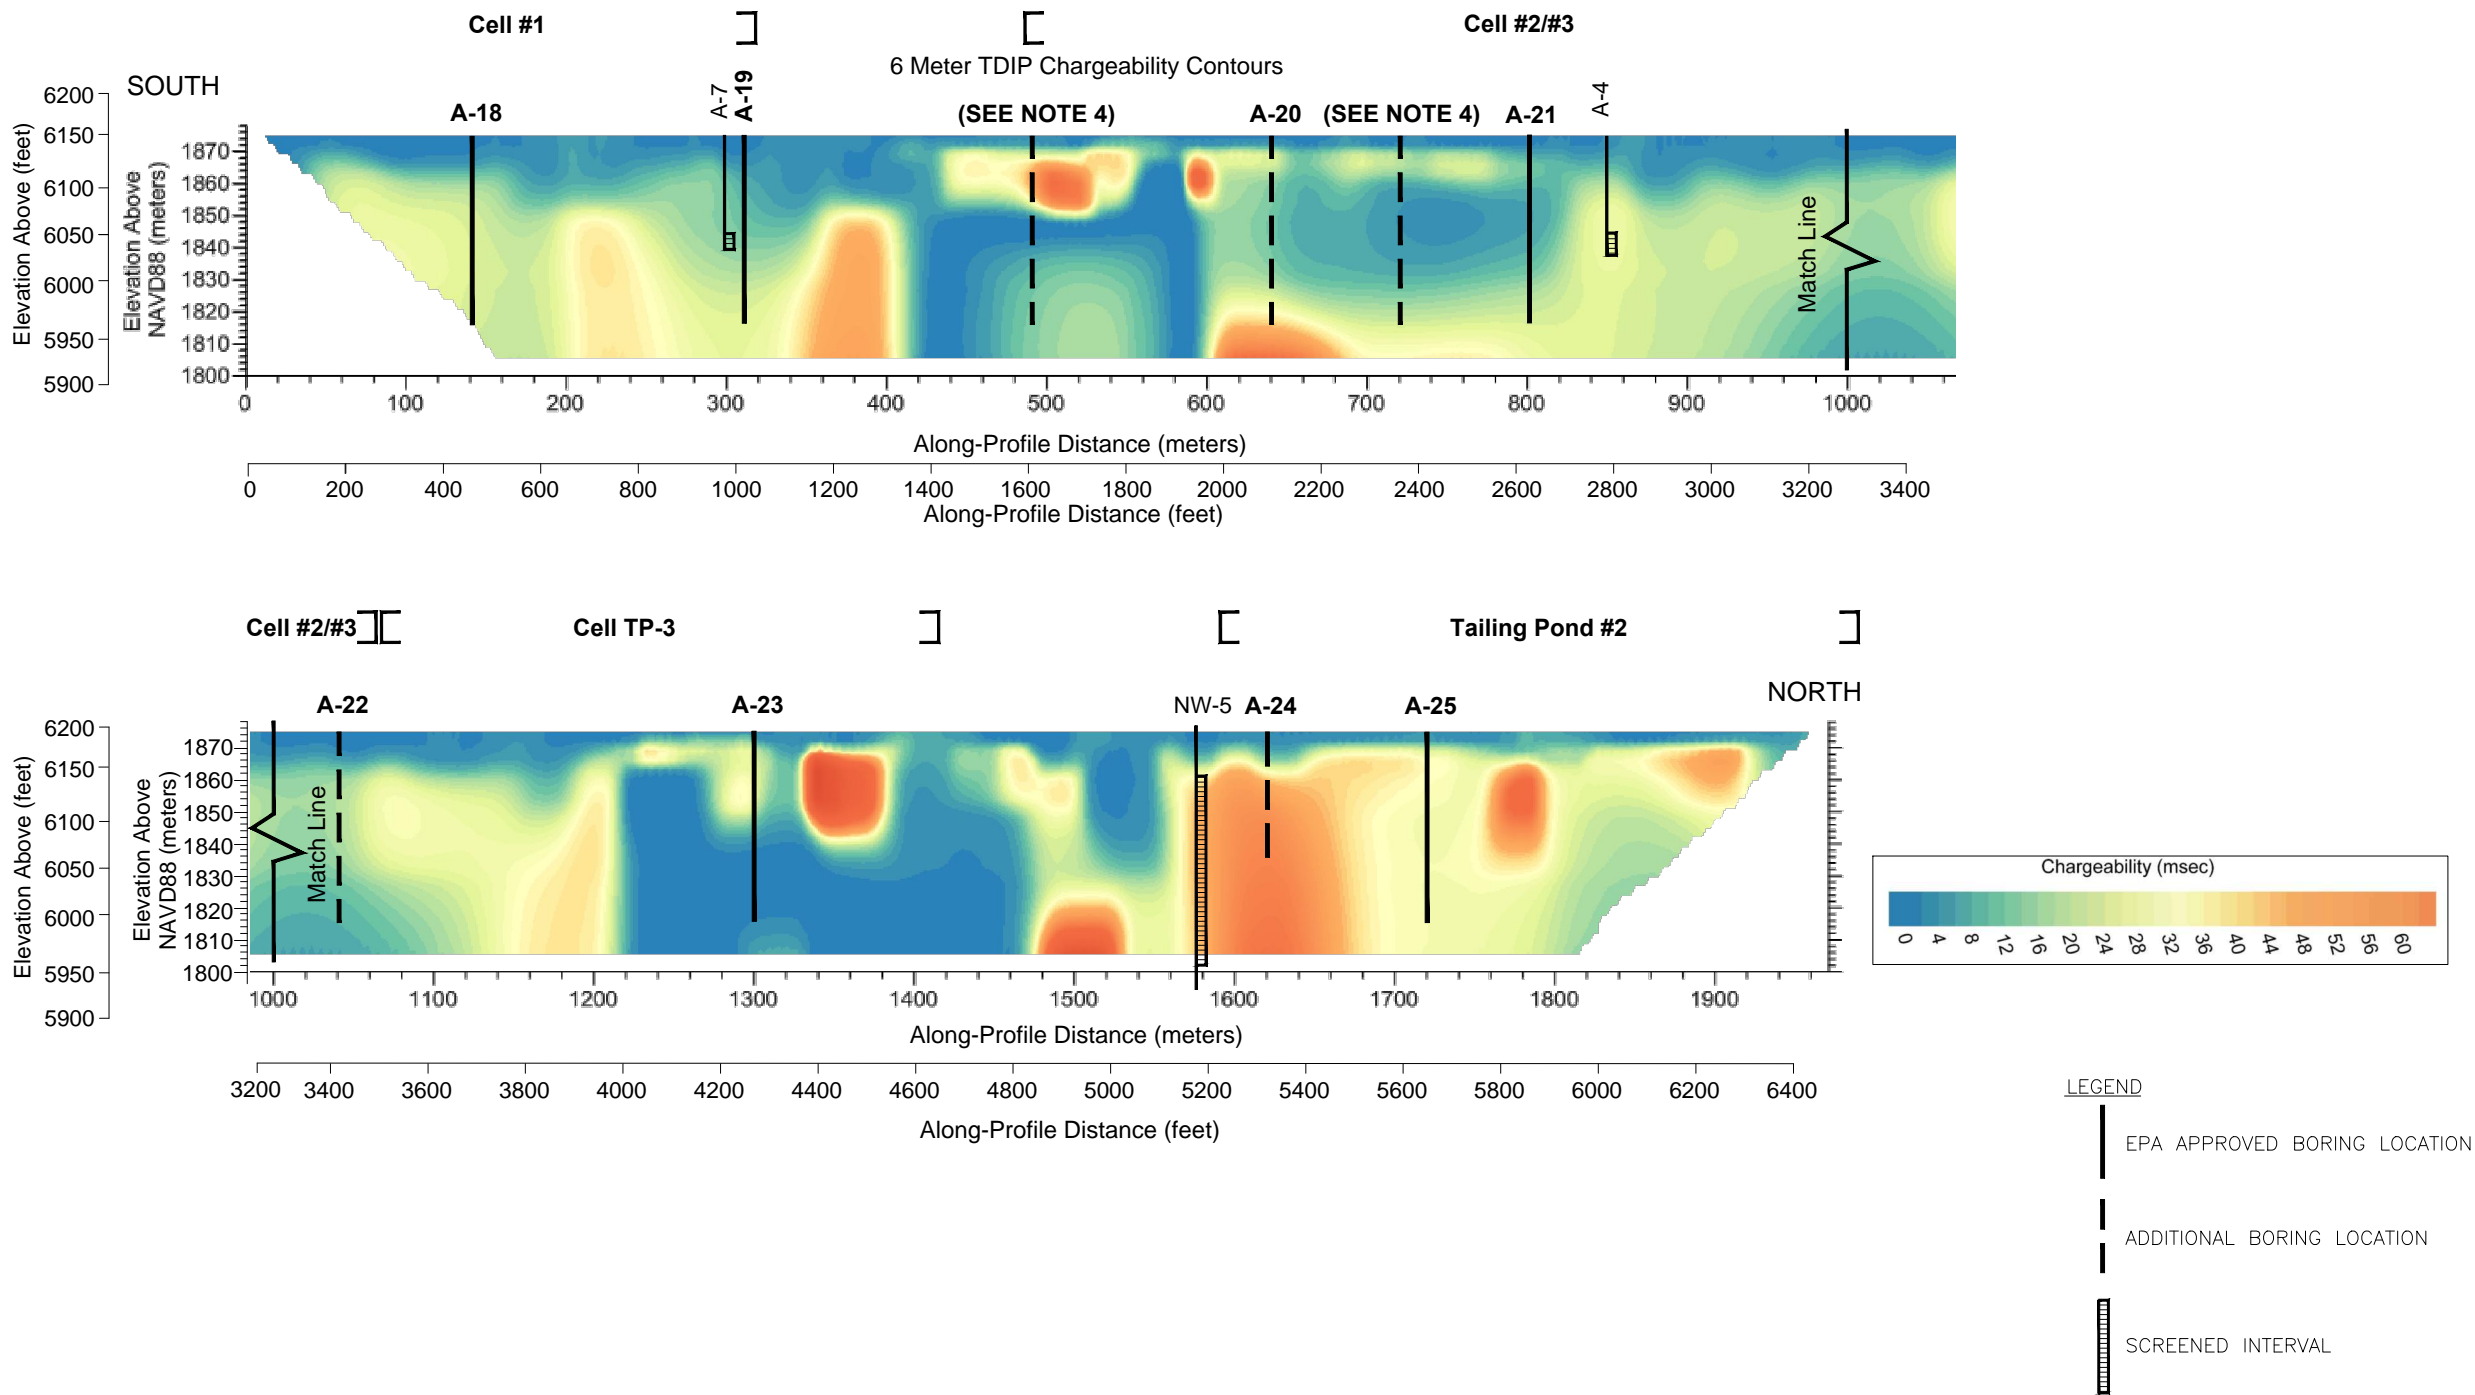 Cell #1
Cell #2/#3
6 Meter TDIP Chargeability Contours
SOUTH
A-18
A-7
A-19
(SEE NOTE 4)
A-20
(SEE NOTE 4)
A-21
A-4
Elevation Above (feet)
6200
6150
6100
6050
6000
5950
5900
Elevation Above
NAVD88 (meters)
1870
1860
1850
1840
1830
1820
1810
1800
Match Line
0 100 200 300 400 500 600 700 800 900 1000
Along-Profile Distance (meters)
0 200 400 600 800 1000 1200 1400 1600 1800 2000 2200 2400 2600 2800 3000 3200 3400
Along-Profile Distance (feet)
Cell #2/#3
Cell TP-3
Tailing Pond #2
NORTH
A-22
A-23
NW-5
A-24
A-25
Elevation Above (feet)
6200
6150
6100
6050
6000
5950
5900
Elevation Above
NAVD88 (meters)
1870
1860
1850
1840
1830
1820
1810
1800
Match Line
1000 1100 1200 1300 1400 1500 1600 1700 1800 1900
Along-Profile Distance (meters)
3200 3400 3600 3800 4000 4200 4400 4600 4800 5000 5200 5400 5600 5800 6000 6200 6400
Along-Profile Distance (feet)
Chargeability (msec)
0 4 8 12 16 20 24 28 32 36 40 44 48 52 56 60
LEGEND
EPA APPROVED BORING LOCATION
ADDITIONAL BORING LOCATION
SCREENED INTERVAL